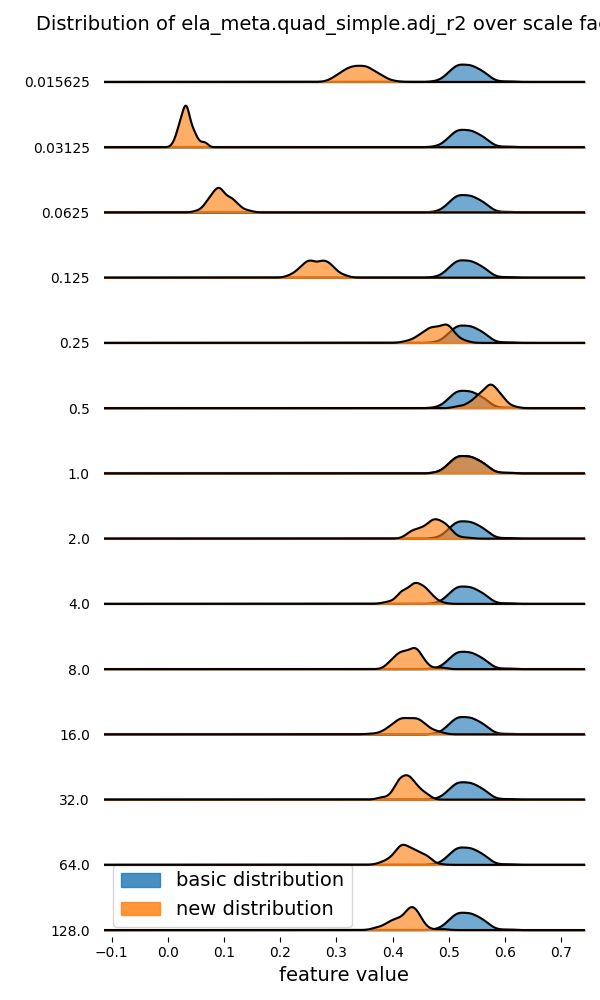 Distribution of ela_meta.quad_simple.adj_r2 over scale
0.015625
0.03125
0.0625
0.125
0.25
0.5
1.0
2.0
4.0
8.0
16.0
32.0
64.0
128.0
basic distribution
new distribution
−0.1 0.0 0.1 0.2 0.3 0.4 0.5 0.6 0.7
feature value